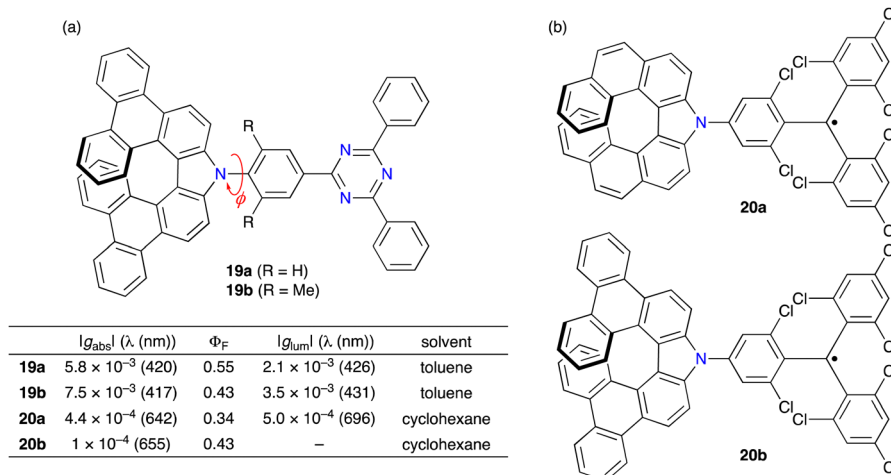 (a)
R
N
N
N
N
ϕ
R
19a (R = H)
19b (R = Me)
|g_abs| (λ (nm)) Φ_F |g_lum| (λ (nm)) solvent
19a 5.8 × 10⁻³ (420) 0.55 2.1 × 10⁻³ (426) toluene
19b 7.5 × 10⁻³ (417) 0.43 3.5 × 10⁻³ (431) toluene
20a 4.4 × 10⁻⁴ (642) 0.34 5.0 × 10⁻⁴ (696) cyclohexane
20b 1 × 10⁻⁴ (655) 0.43 – cyclohexane
(b)
Cl
Cl
N
Cl
Cl
20a
Cl
Cl
N
Cl
Cl
20b